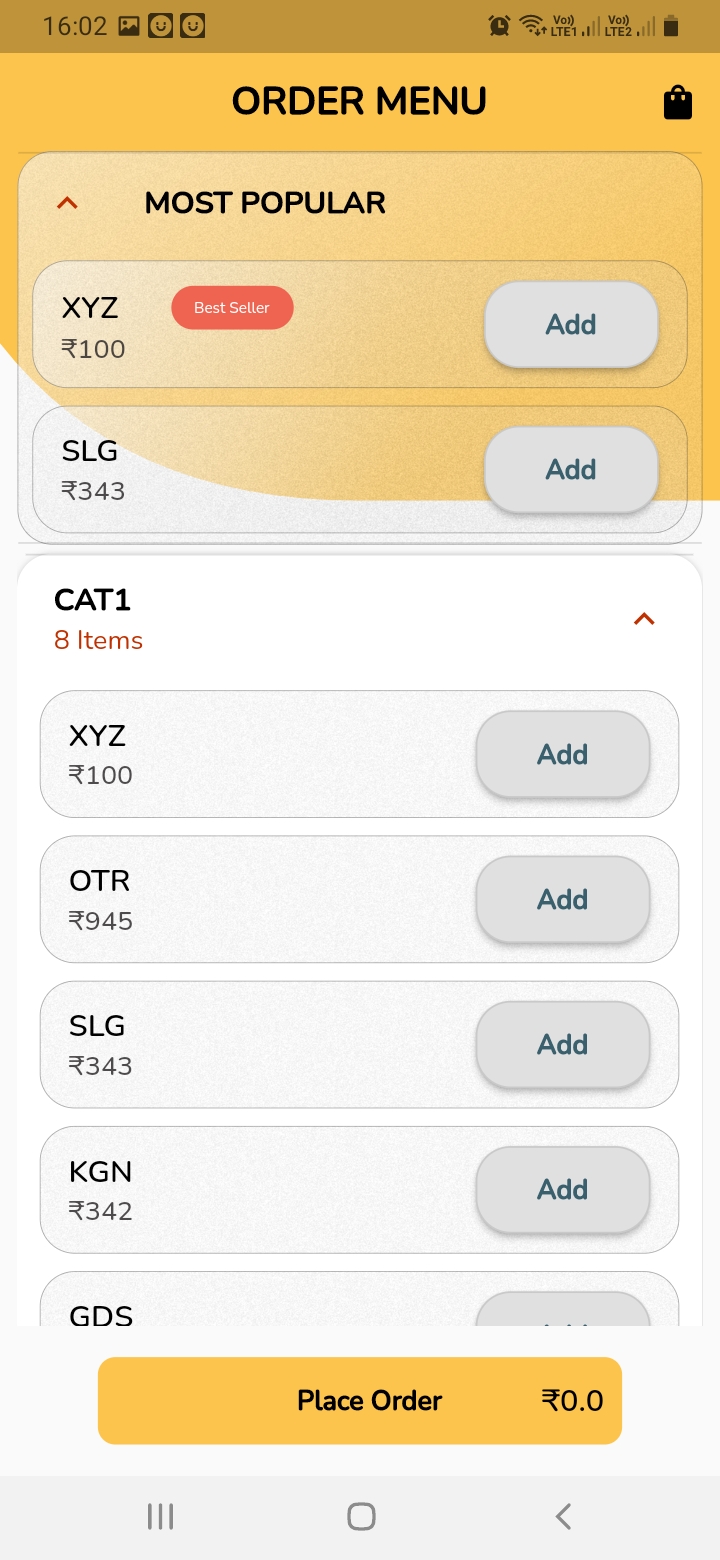 16:02 Vo)) LTE1 Vo)) LTE2
ORDER MENU
MOST POPULAR
XYZ Best Seller
₹100
Add
SLG
₹343
Add
CAT1
8 Items
XYZ
₹100
Add
OTR
₹945
Add
SLG
₹343
Add
KGN
₹342
Add
GDS
Place Order ₹0.0